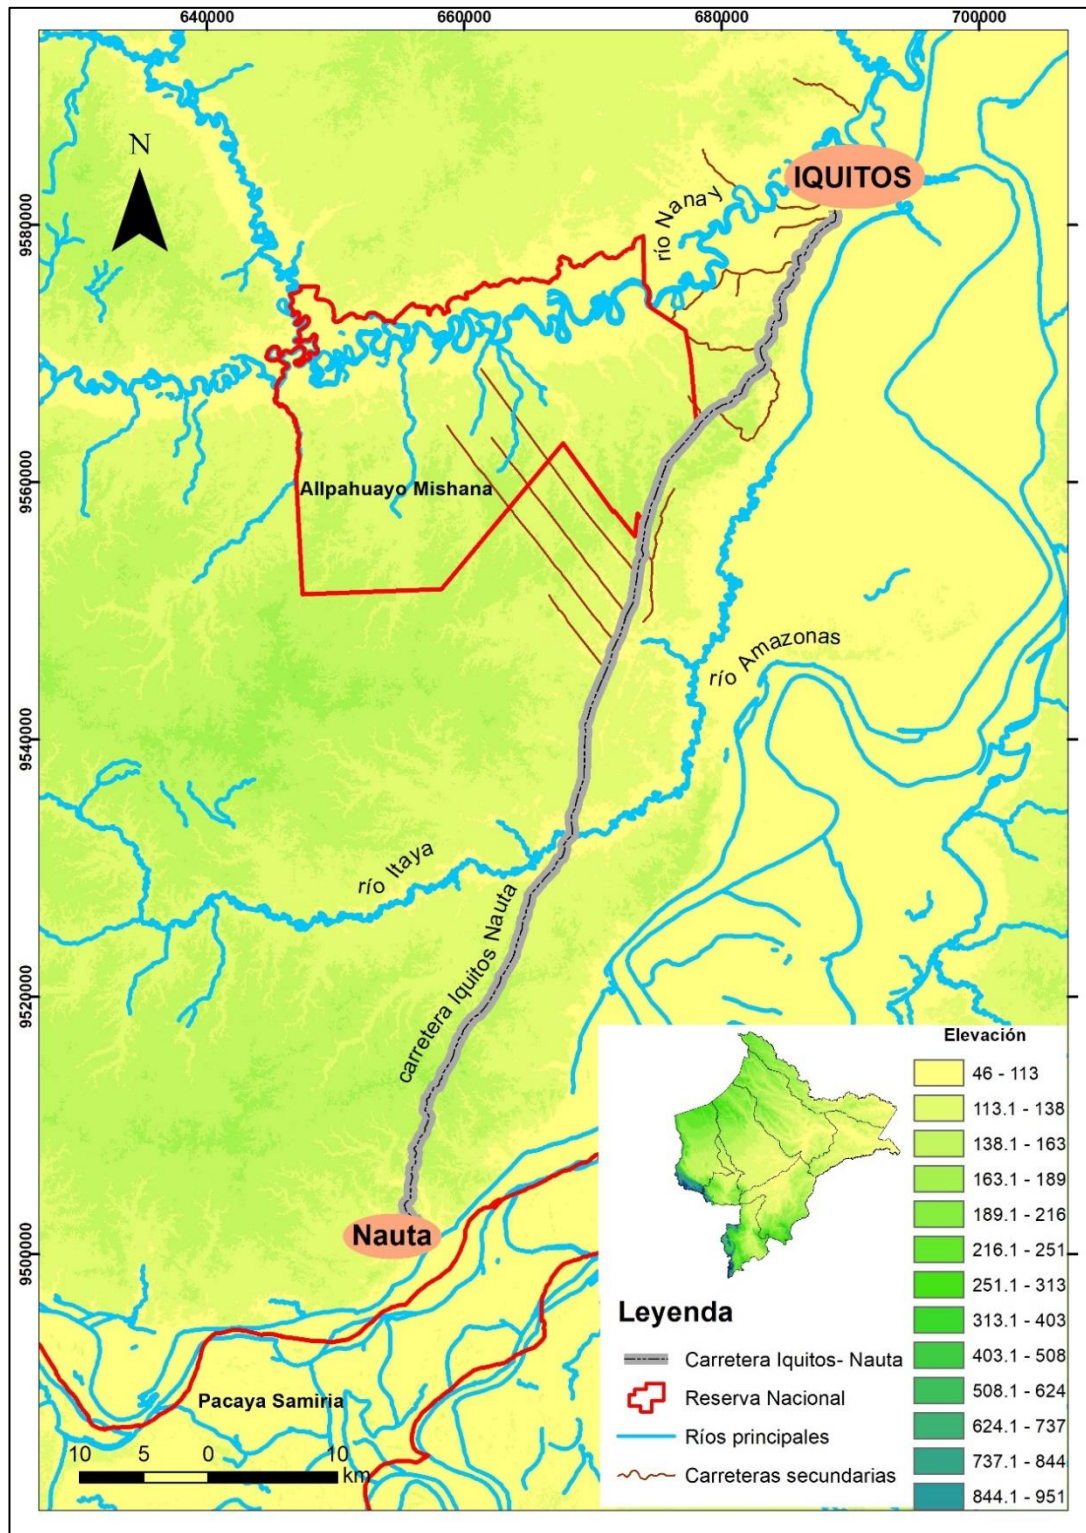 640000
660000
680000
700000
N
IQUITOS
río Nanay
9580000
9560000
Allpahuayo Mishana
río Amazonas
9540000
río Itaya
carretera Iquitos Nauta
9520000
Nauta
9500000
Pacaya Samiria
10 5 0 10
km
Elevación
46 - 113
113.1 - 138
138.1 - 163
163.1 - 189
189.1 - 216
216.1 - 251
251.1 - 313
313.1 - 403
403.1 - 508
508.1 - 624
624.1 - 737
737.1 - 844
844.1 - 951
Leyenda
Carretera Iquitos- Nauta
Reserva Nacional
Ríos principales
Carreteras secundarias